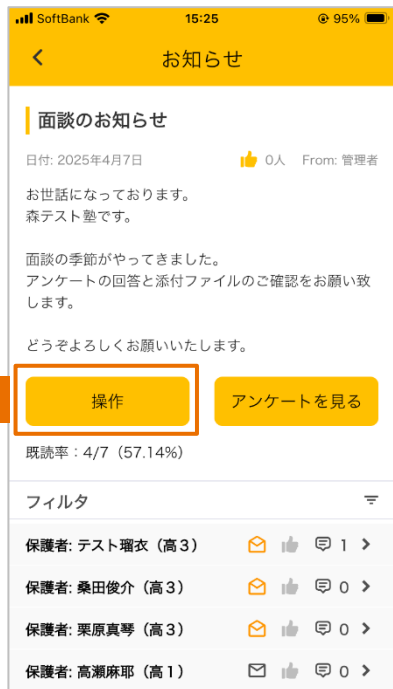 SoftBank 15:25 95%
お知らせ
面談のお知らせ
日付: 2025年4月7日 0人 From: 管理者
お世話になっております。
森テスト塾です。
面談の季節がやってきました。
アンケートの回答と添付ファイルのご確認をお願い致
します。
どうぞよろしくお願いいたします。
操作 アンケートを見る
既読率：4/7（57.14%）
フィルタ
保護者: テスト瑠衣（高３） 1
保護者: 桑田俊介（高３） 0
保護者: 栗原真琴（高３） 0
保護者: 高瀬麻耶（高１） 0